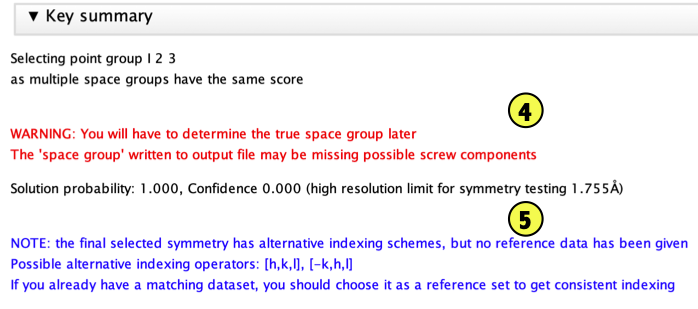 ▼ Key summary
Selecting point group I 2 3
as multiple space groups have the same score
4
WARNING: You will have to determine the true space group later
The 'space group' written to output file may be missing possible screw components
Solution probability: 1.000, Confidence 0.000 (high resolution limit for symmetry testing 1.755Å)
5
NOTE: the final selected symmetry has alternative indexing schemes, but no reference data has been given
Possible alternative indexing operators: [h,k,l], [-k,h,l]
If you already have a matching dataset, you should choose it as a reference set to get consistent indexing